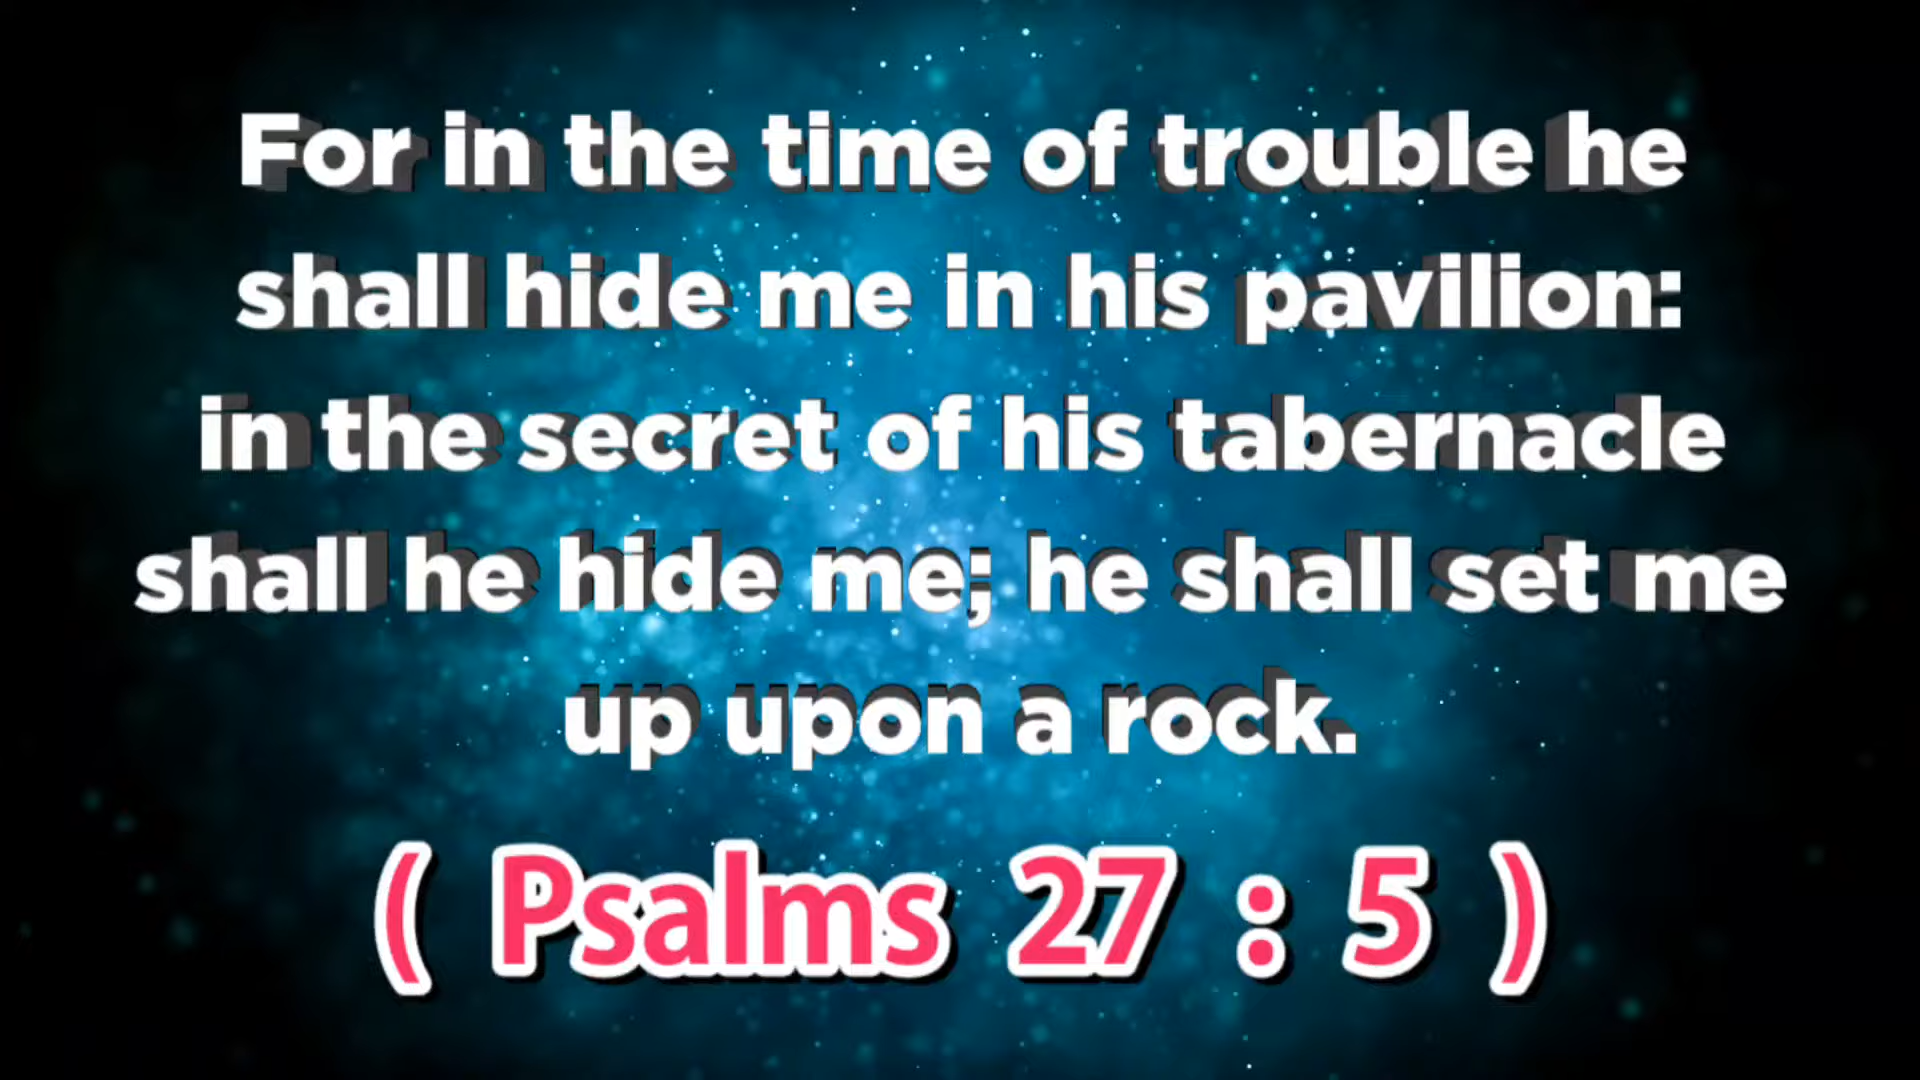 For in the time of trouble he
shall hide me in his pavilion:
in the secret of his tabernacle
shall he hide me; he shall set me
up upon a rock.
( Psalms 27 : 5 )